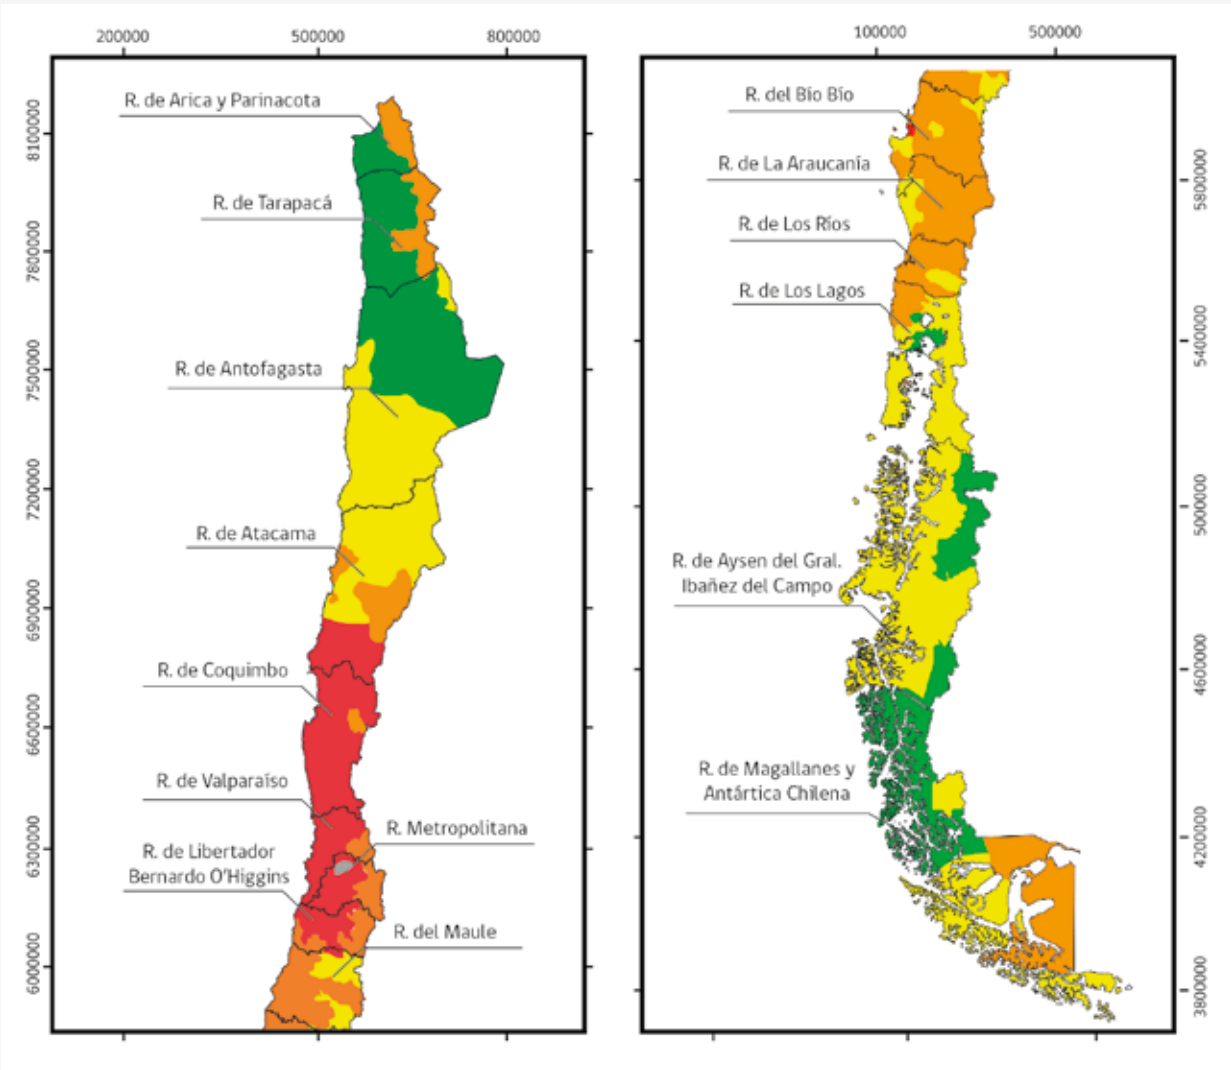 200000
500000
800000
8100000
7800000
7500000
7200000
6900000
6600000
6300000
6000000
R. de Arica y Parinacota
R. de Tarapacá
R. de Antofagasta
R. de Atacama
R. de Coquimbo
R. de Valparaíso
R. Metropolitana
R. de Libertador
Bernardo O'Higgins
R. del Maule
100000
500000
R. del Bío Bío
R. de La Araucanía
R. de Los Ríos
R. de Los Lagos
R. de Aysen del Gral.
Ibañez del Campo
R. de Magallanes y
Antártica Chilena
5800000
5400000
5000000
4600000
4200000
3800000